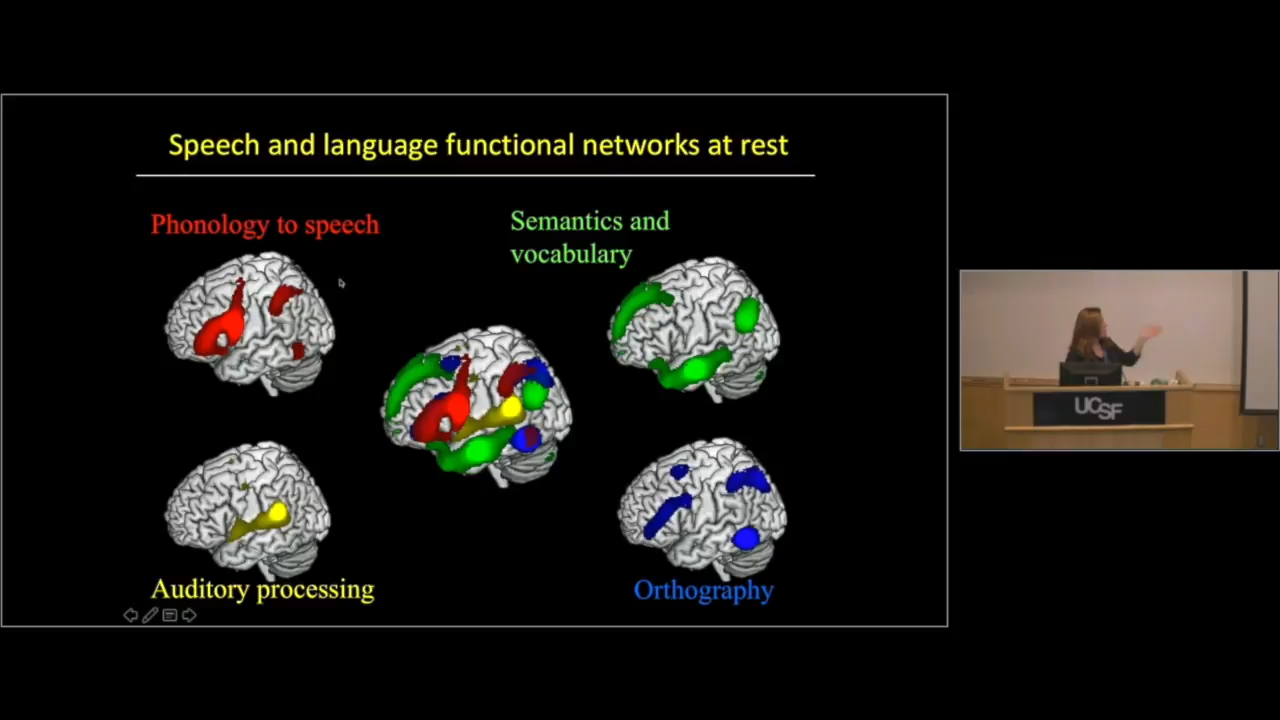 Speech and language functional networks at rest
Phonology to speech
Semantics and
vocabulary
Auditory processing
Orthography
UCSF